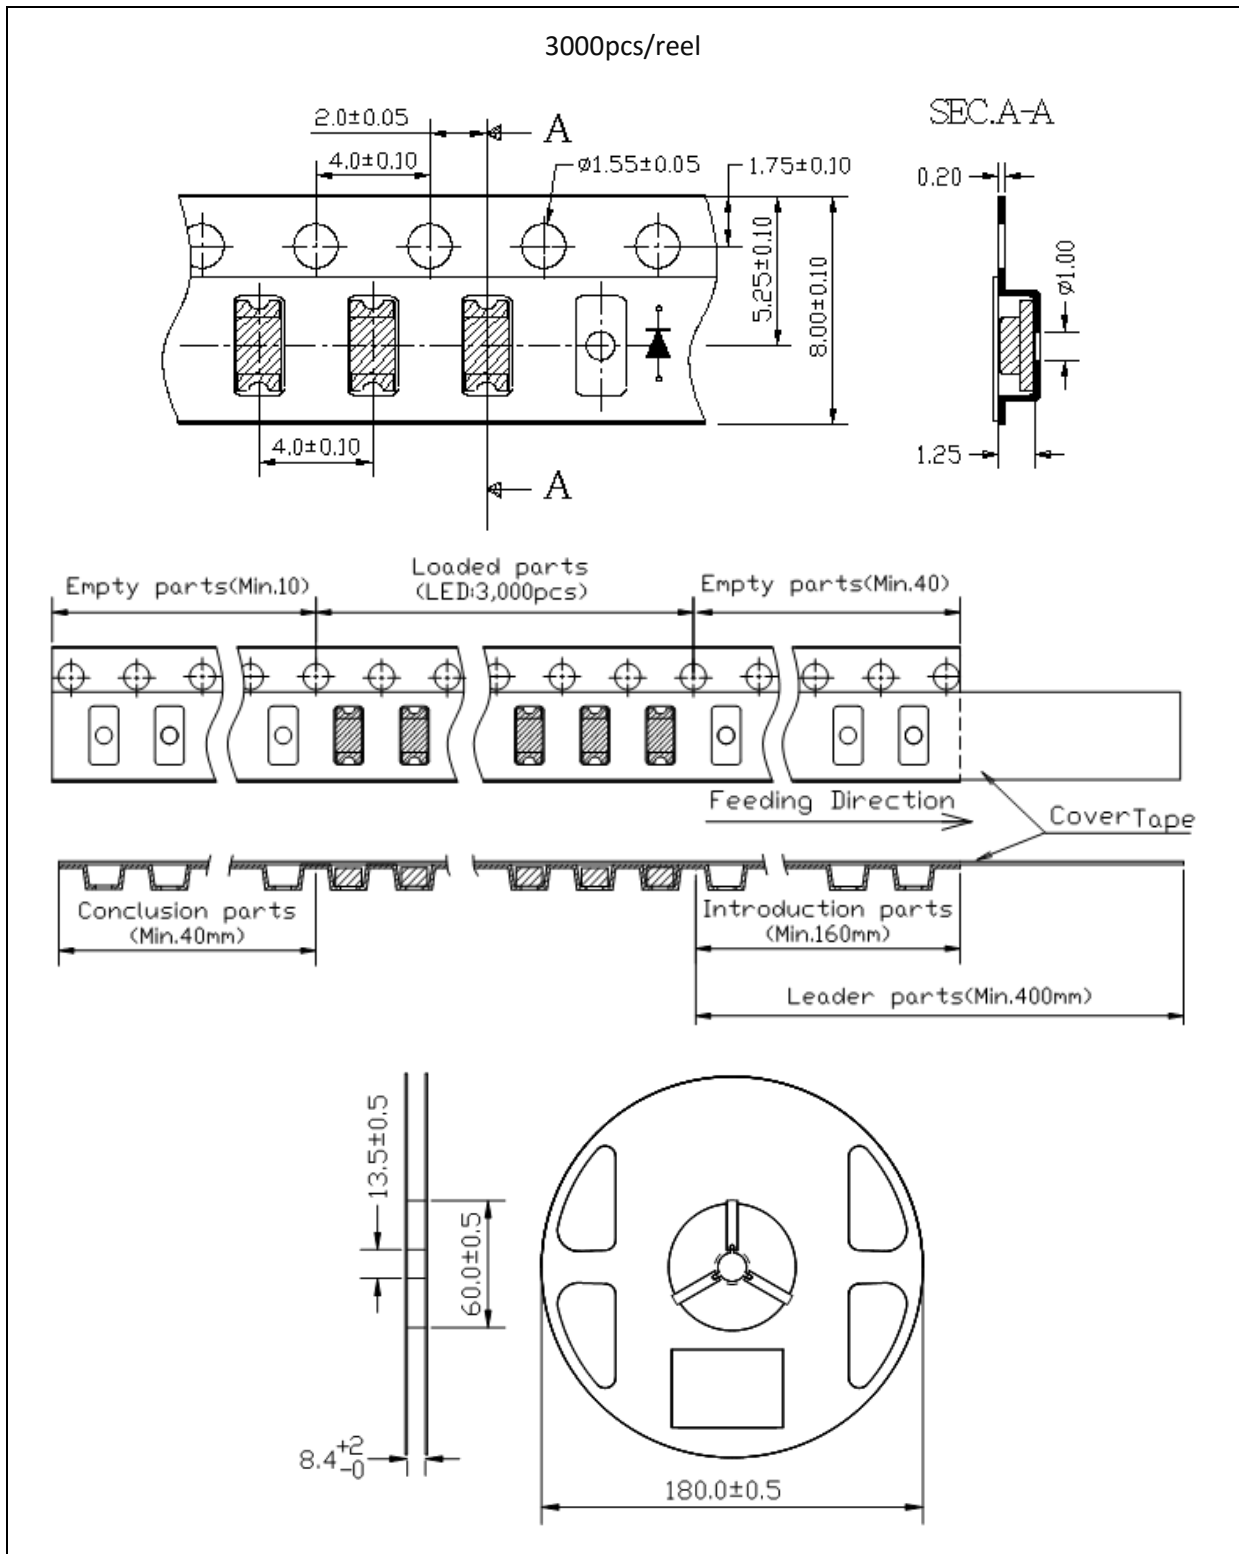 3000pcs/reel
SEC.A-A
2.0±0.05
A
4.0±0.10
ø1.55±0.05
1.75±0.10
0.20
5.25±0.10
8.00±0.10
ø1.00
4.0±0.10
1.25
A
Empty parts(Min.10)
Loaded parts
(LED:3,000pcs)
Empty parts(Min.40)
Feeding Direction
CoverTape
Conclusion parts
(Min.40mm)
Introduction parts
(Min.160mm)
Leader parts(Min.400mm)
13.5±0.5
60.0±0.5
8.4+2-0
180.0±0.5